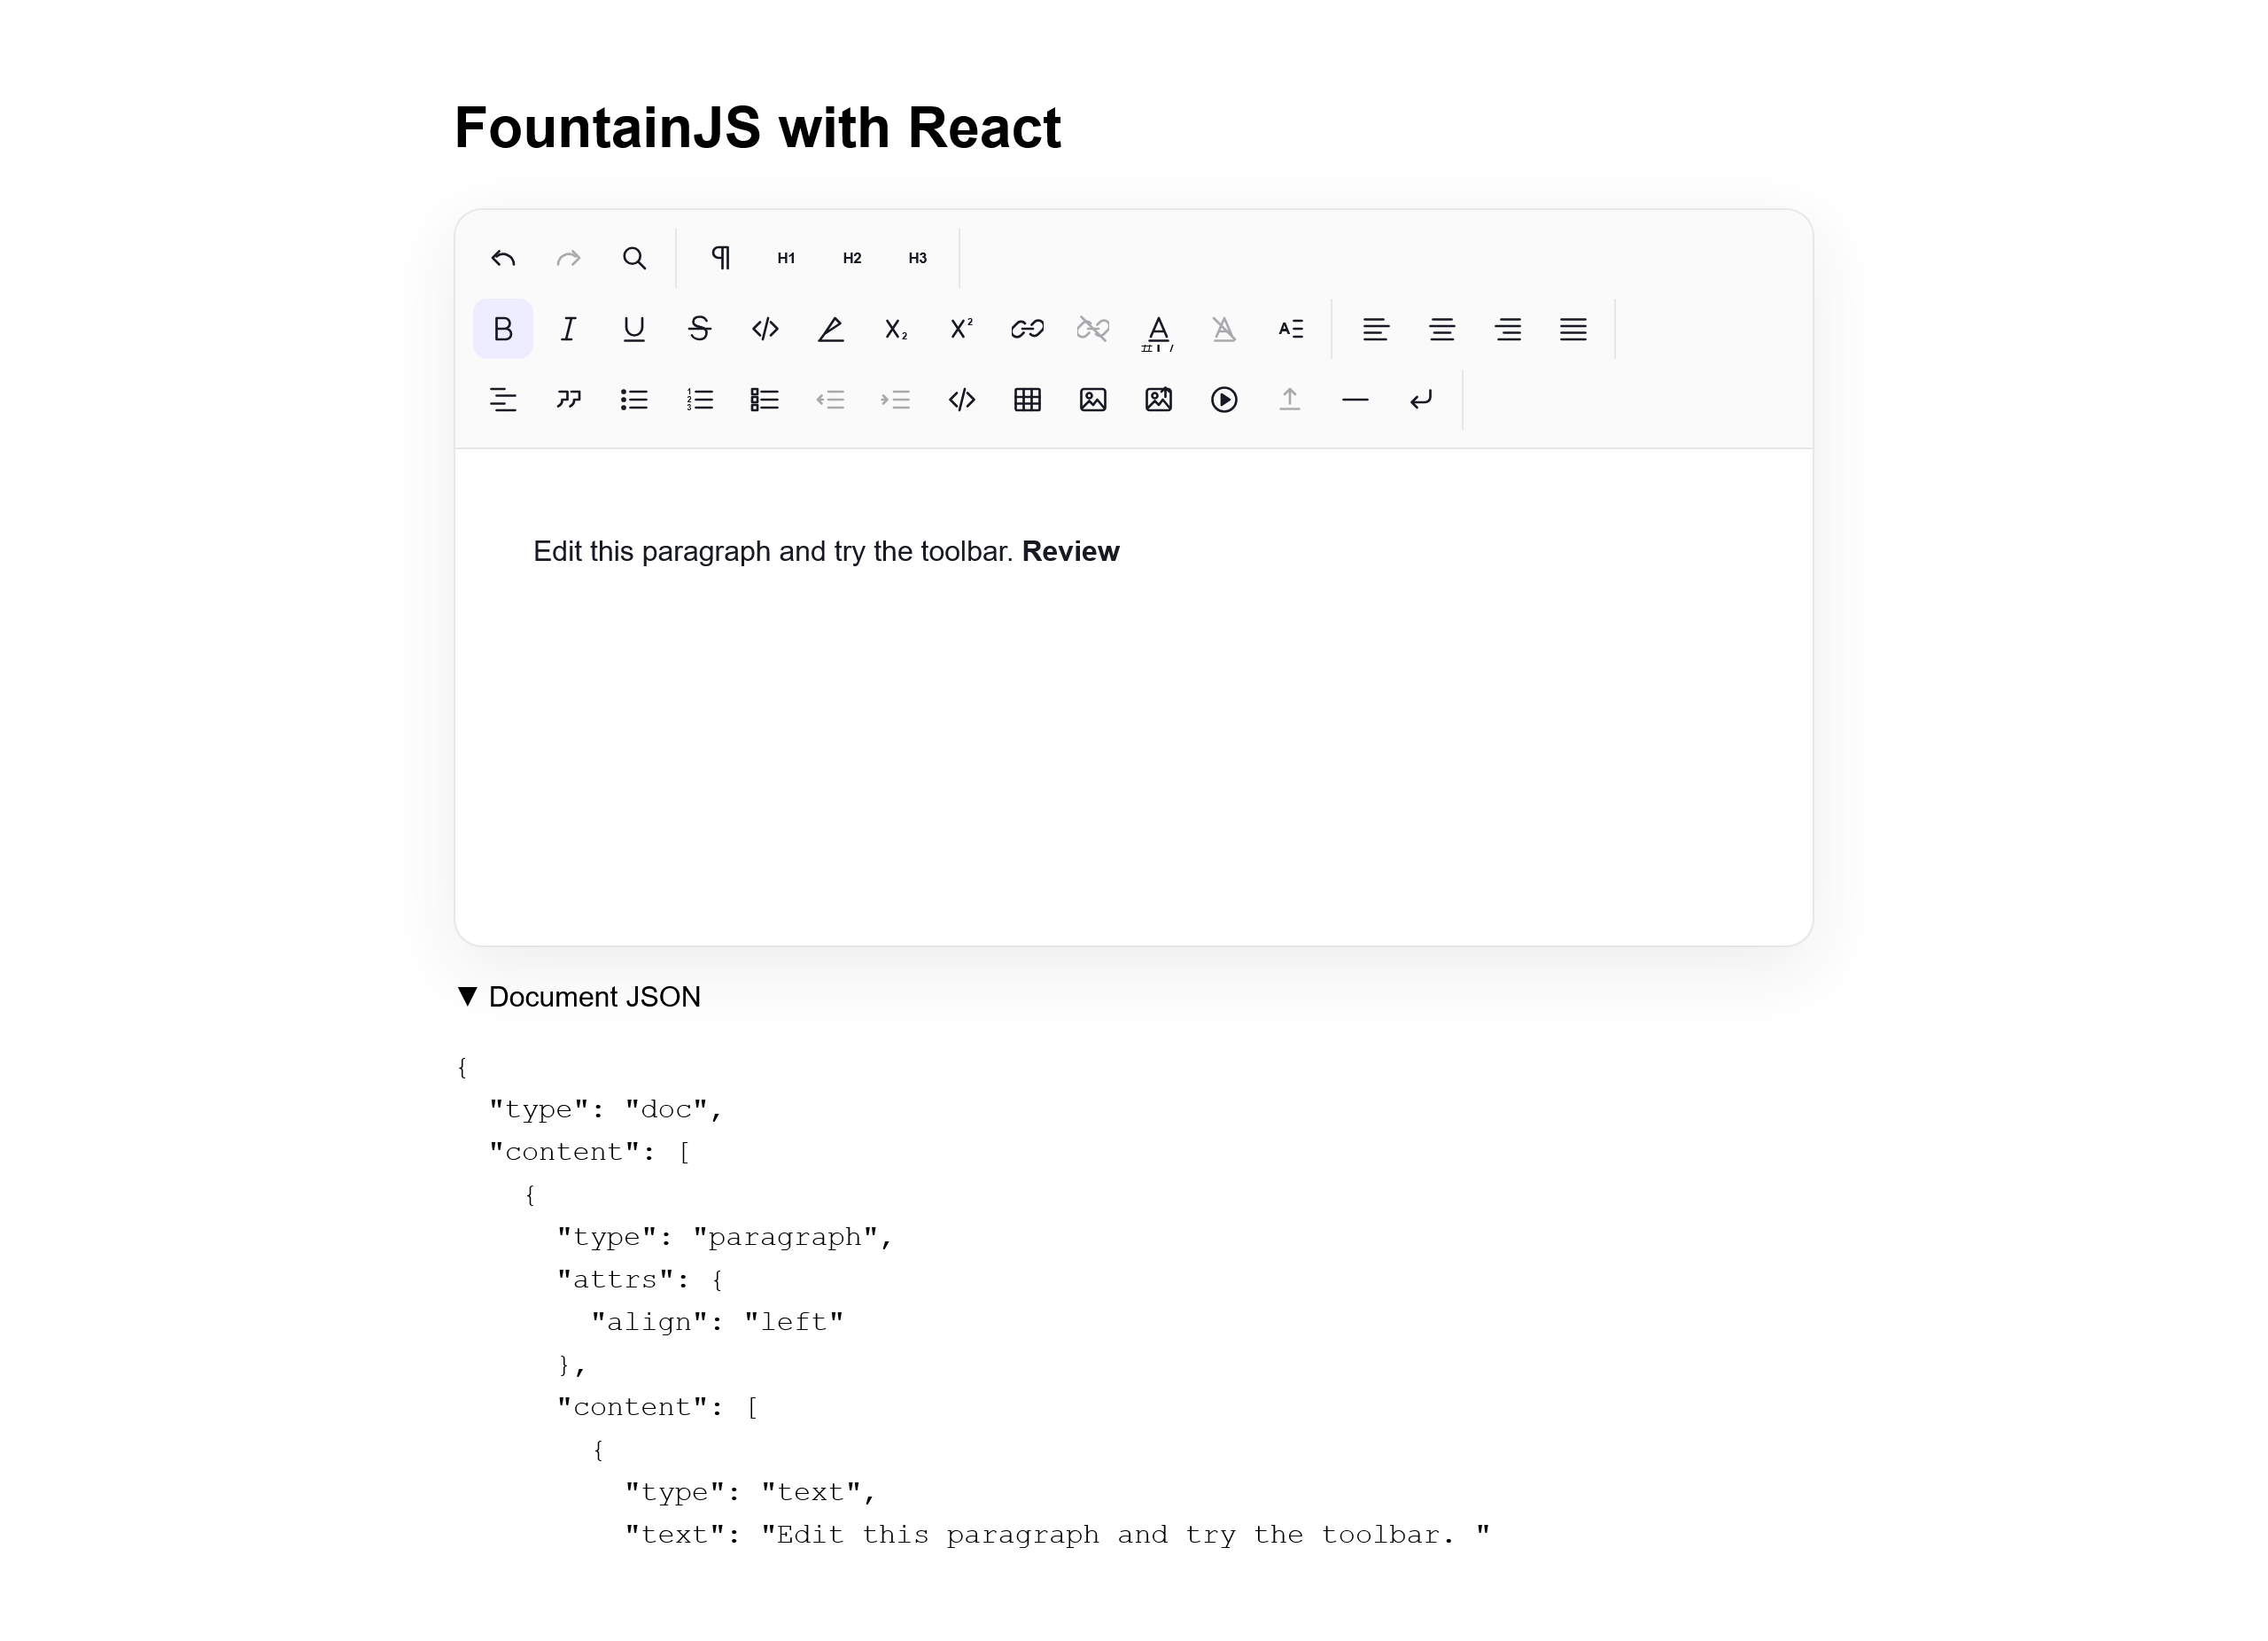 FountainJS with React
H1 H2 H3
Edit this paragraph and try the toolbar. Review
▼ Document JSON
{
  "type": "doc",
  "content": [
    {
      "type": "paragraph",
      "attrs": {
        "align": "left"
      },
      "content": [
        {
          "type": "text",
          "text": "Edit this paragraph and try the toolbar. "